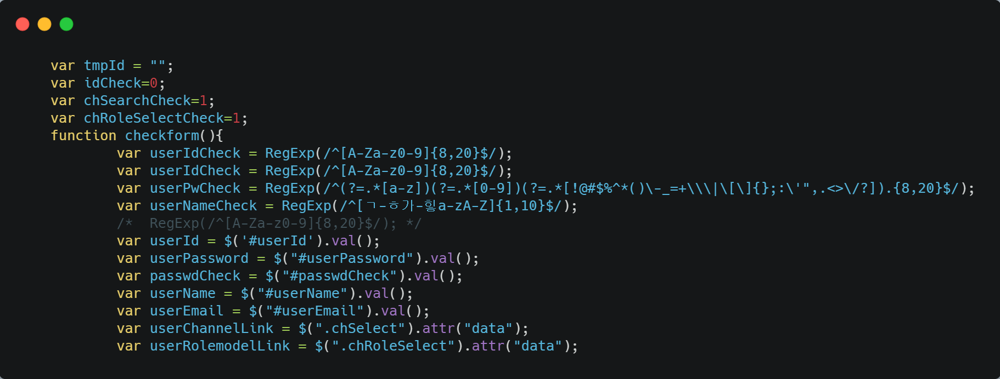 var tmpId = "";
var idCheck=0;
var chSearchCheck=1;
var chRoleSelectCheck=1;
function checkform(){
var userIdCheck = RegExp(/^[A-Za-z0-9]{8,20}$/);
var userIdCheck = RegExp(/^[A-Za-z0-9]{8,20}$/);
var userPwCheck = RegExp(/^(?=.*[a-z])(?=.*[0-9])(?=.*[!@#$%^*()\-_=+\\\|\[\]{};:\'",.<>\/?]).{8,20}$/);
var userNameCheck = RegExp(/^[ㄱ-ㅎ가-힣a-zA-Z]{1,10}$/);
/*  RegExp(/^[A-Za-z0-9]{8,20}$/); */
var userId = $('#userId').val();
var userPassword = $("#userPassword").val();
var passwdCheck = $("#passwdCheck").val();
var userName = $("#userName").val();
var userEmail = $("#userEmail").val();
var userChannelLink = $(".chSelect").attr("data");
var userRolemodelLink = $(".chRoleSelect").attr("data");